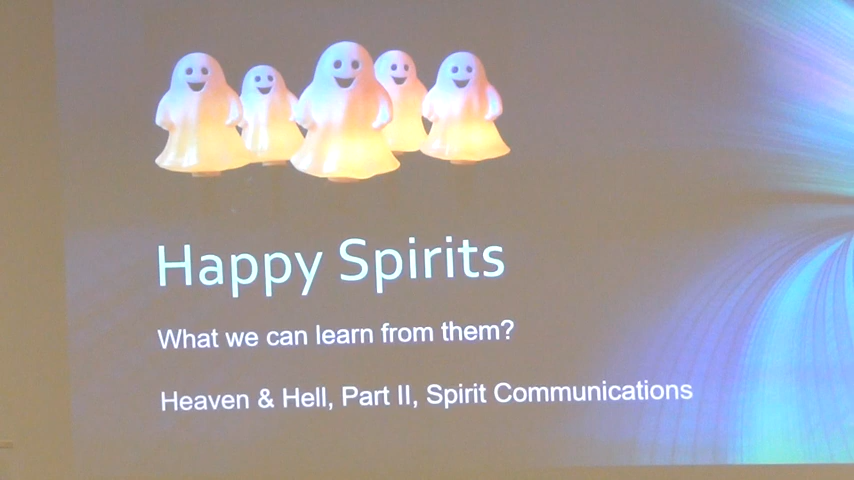 Happy Spirits
What we can learn from them?
Heaven & Hell, Part II, Spirit Communications